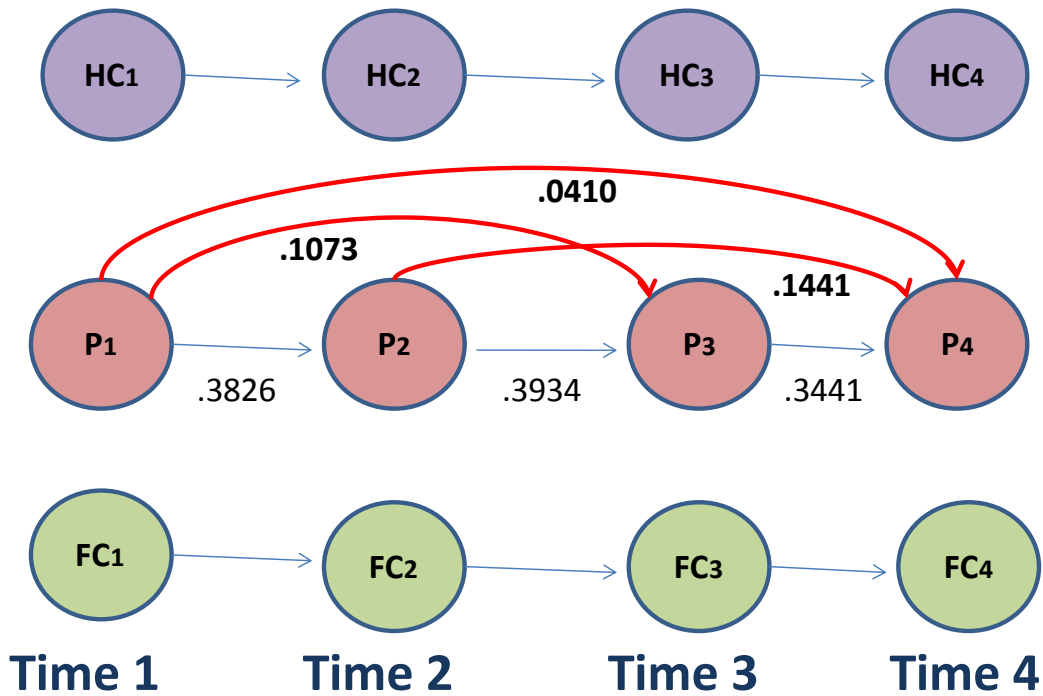 HC1 HC2 HC3 HC4
.0410
.1073
.1441
P1 P2 P3 P4
.3826 .3934 .3441
FC1 FC2 FC3 FC4
Time 1 Time 2 Time 3 Time 4